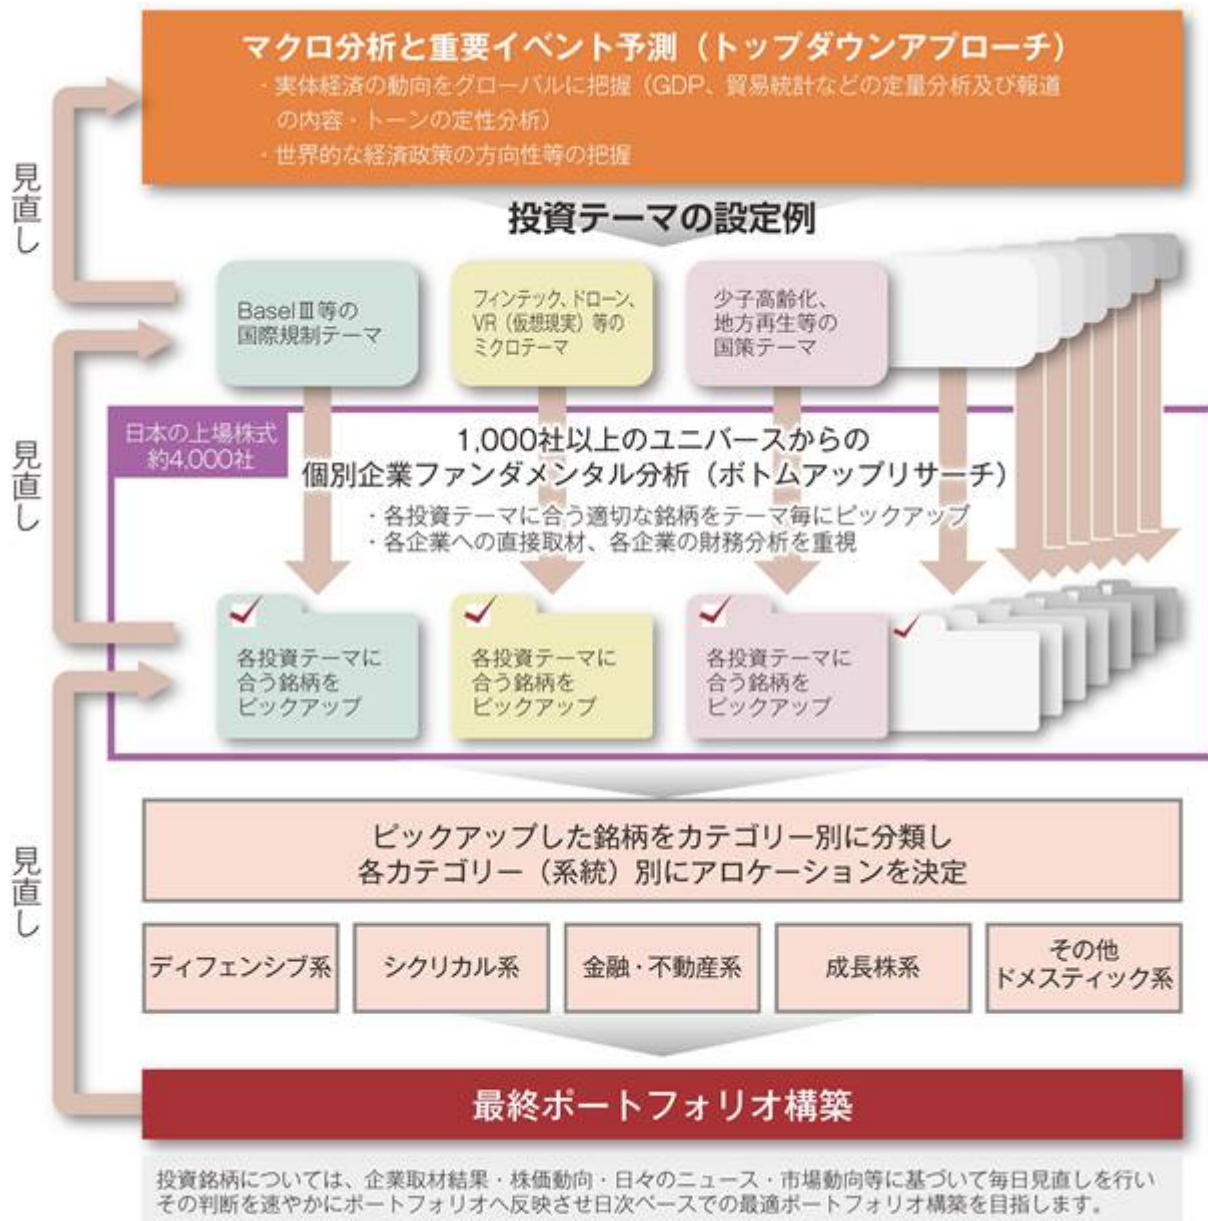 マクロ分析と重要イベント予測（トップダウンアプローチ）
・実体経済の動向をグローバルに把握（GDP、貿易統計などの定量分析及び報道
の内容・トーンの定性分析）
・世界的な経済政策の方向性等の把握
見直し
投資テーマの設定例
BaselⅢ等の
国際規制テーマ
フィンテック、ドローン、
VR（仮想現実）等の
ミクロテーマ
少子高齢化、
地方再生等の
国策テーマ
見直し
日本の上場株式
約4,000社
1,000社以上のユニバースからの
個別企業ファンダメンタル分析（ボトムアップリサーチ）
・各投資テーマに合う適切な銘柄をテーマ毎にピックアップ
・各企業への直接取材、各企業の財務分析を重視
各投資テーマに
合う銘柄を
ピックアップ
各投資テーマに
合う銘柄を
ピックアップ
各投資テーマに
合う銘柄を
ピックアップ
見直し
ピックアップした銘柄をカテゴリー別に分類し
各カテゴリー（系統）別にアロケーションを決定
ディフェンシブ系
シクリカル系
金融・不動産系
成長株系
その他
ドメスティック系
最終ポートフォリオ構築
投資銘柄については、企業取材結果・株価動向・日々のニュース・市場動向等に基づいて毎日見直しを行い
その判断を速やかにポートフォリオへ反映させ日次ベースでの最適ポートフォリオ構築を目指します。